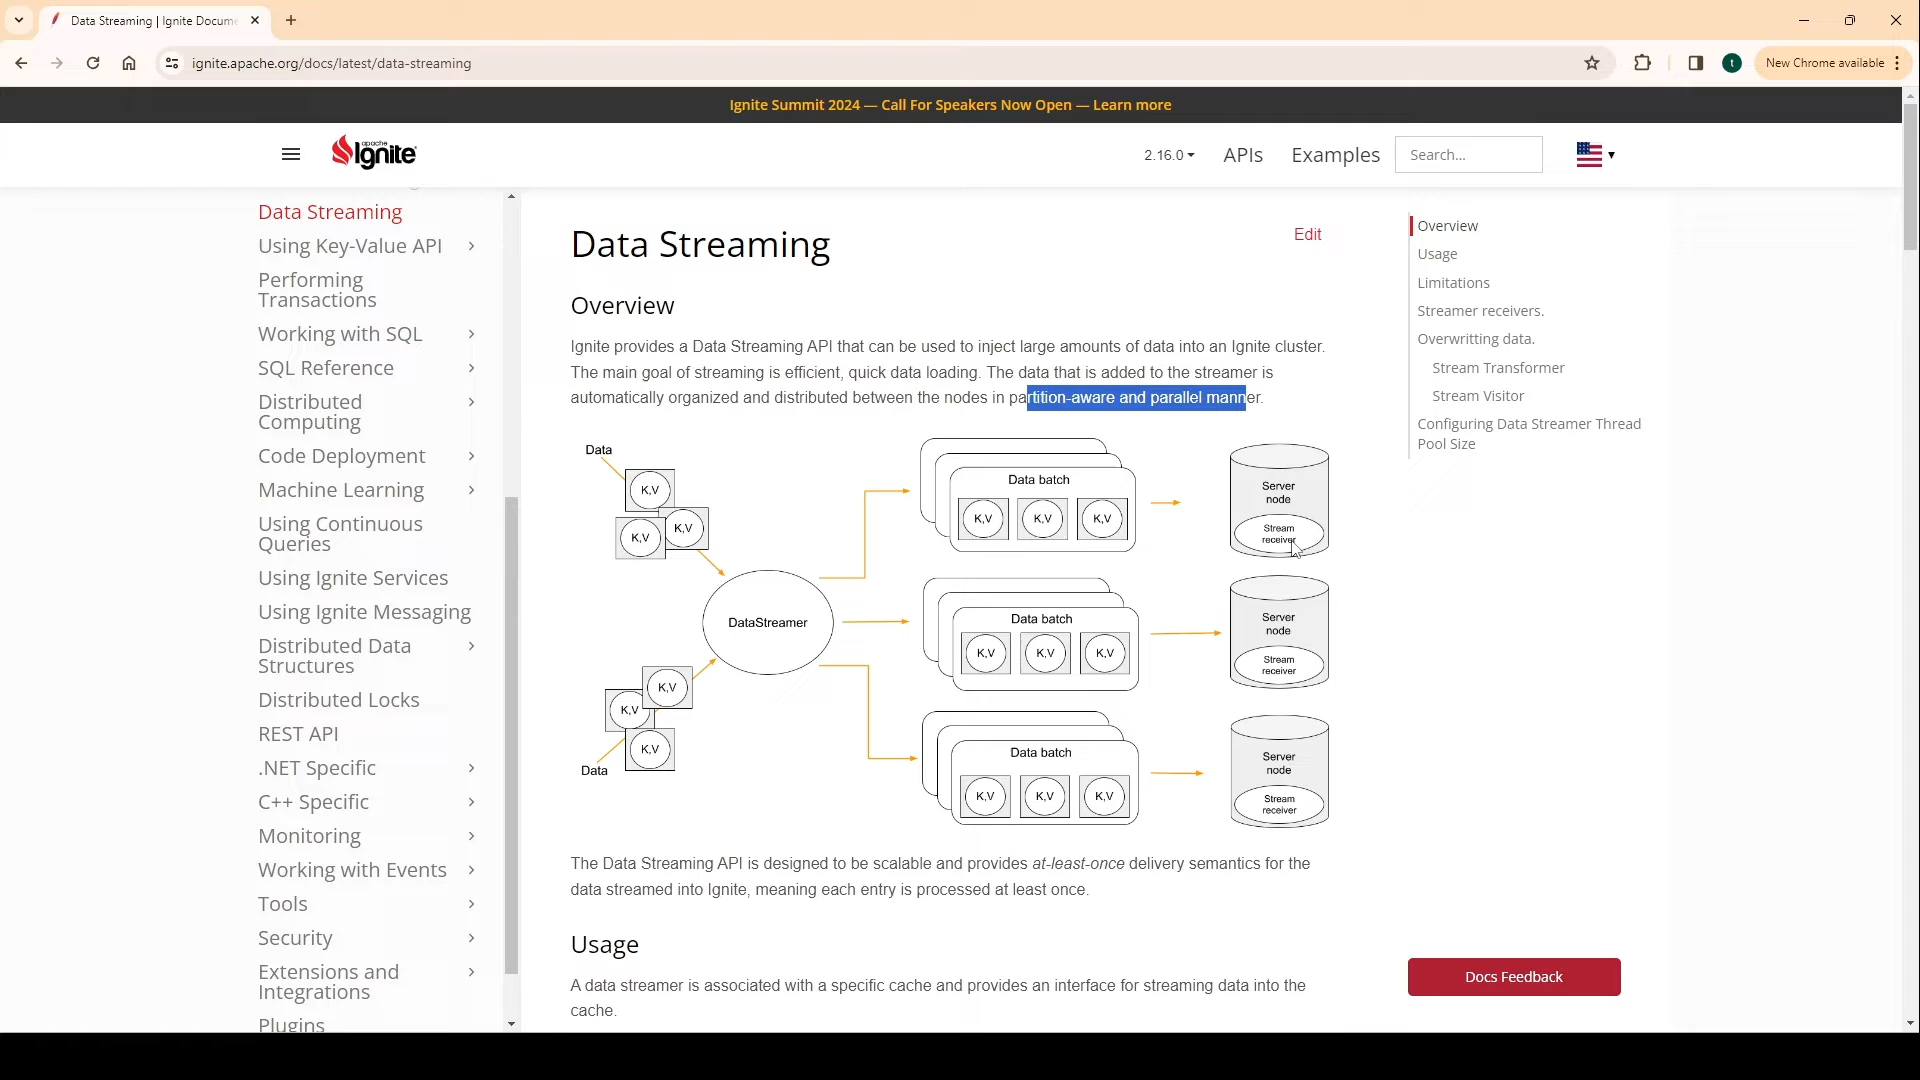 Data Streaming | Ignite Docume
ignite.apache.org/docs/latest/data-streaming
t
New Chrome available
Ignite Summit 2024 — Call For Speakers Now Open — Learn more
apache
Ignite
2.16.0
APIs
Examples
Search...
Data Streaming
Using Key-Value API
Performing
Transactions
Working with SQL
SQL Reference
Distributed
Computing
Code Deployment
Machine Learning
Using Continuous
Queries
Using Ignite Services
Using Ignite Messaging
Distributed Data
Structures
Distributed Locks
REST API
.NET Specific
C++ Specific
Monitoring
Working with Events
Tools
Security
Extensions and
Integrations
Plugins
Data Streaming
Edit
Overview
Ignite provides a Data Streaming API that can be used to inject large amounts of data into an Ignite cluster.
The main goal of streaming is efficient, quick data loading. The data that is added to the streamer is
automatically organized and distributed between the nodes in partition-aware and parallel manner.
Data
K,V
K,V
K,V
DataStreamer
K,V
K,V
K,V
Data
Data batch
K,V
K,V
K,V
Server
node
Stream
receiver
Data batch
K,V
K,V
K,V
Server
node
Stream
receiver
Data batch
K,V
K,V
K,V
Server
node
Stream
receiver
The Data Streaming API is designed to be scalable and provides at-least-once delivery semantics for the
data streamed into Ignite, meaning each entry is processed at least once.
Usage
A data streamer is associated with a specific cache and provides an interface for streaming data into the
cache.
Overview
Usage
Limitations
Streamer receivers.
Overwritting data.
Stream Transformer
Stream Visitor
Configuring Data Streamer Thread
Pool Size
Docs Feedback